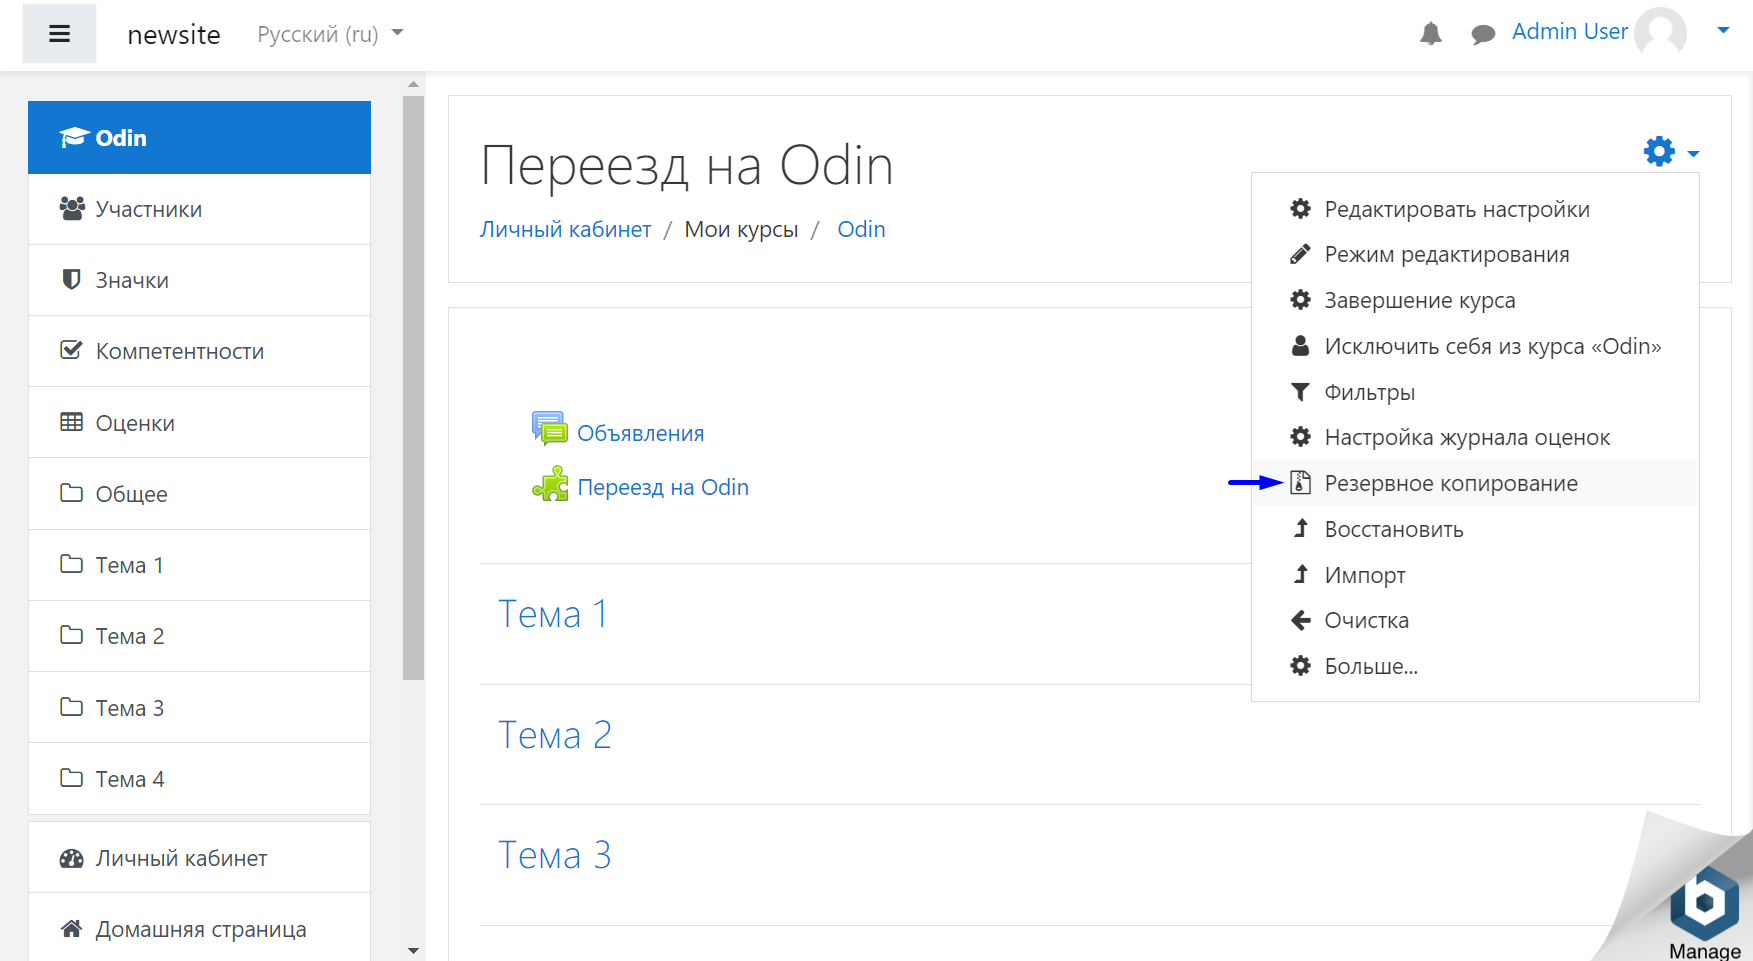 newsite
Русский (ru)
Admin User
Odin
Участники
Значки
Компетентности
Оценки
Общее
Тема 1
Тема 2
Тема 3
Тема 4
Личный кабинет
Домашняя страница
Переезд на Odin
Личный кабинет / Мои курсы / Odin
Объявления
Переезд на Odin
Тема 1
Тема 2
Тема 3
Редактировать настройки
Режим редактирования
Завершение курса
Исключить себя из курса «Odin»
Фильтры
Настройка журнала оценок
Резервное копирование
Восстановить
Импорт
Очистка
Больше...
b
Manage